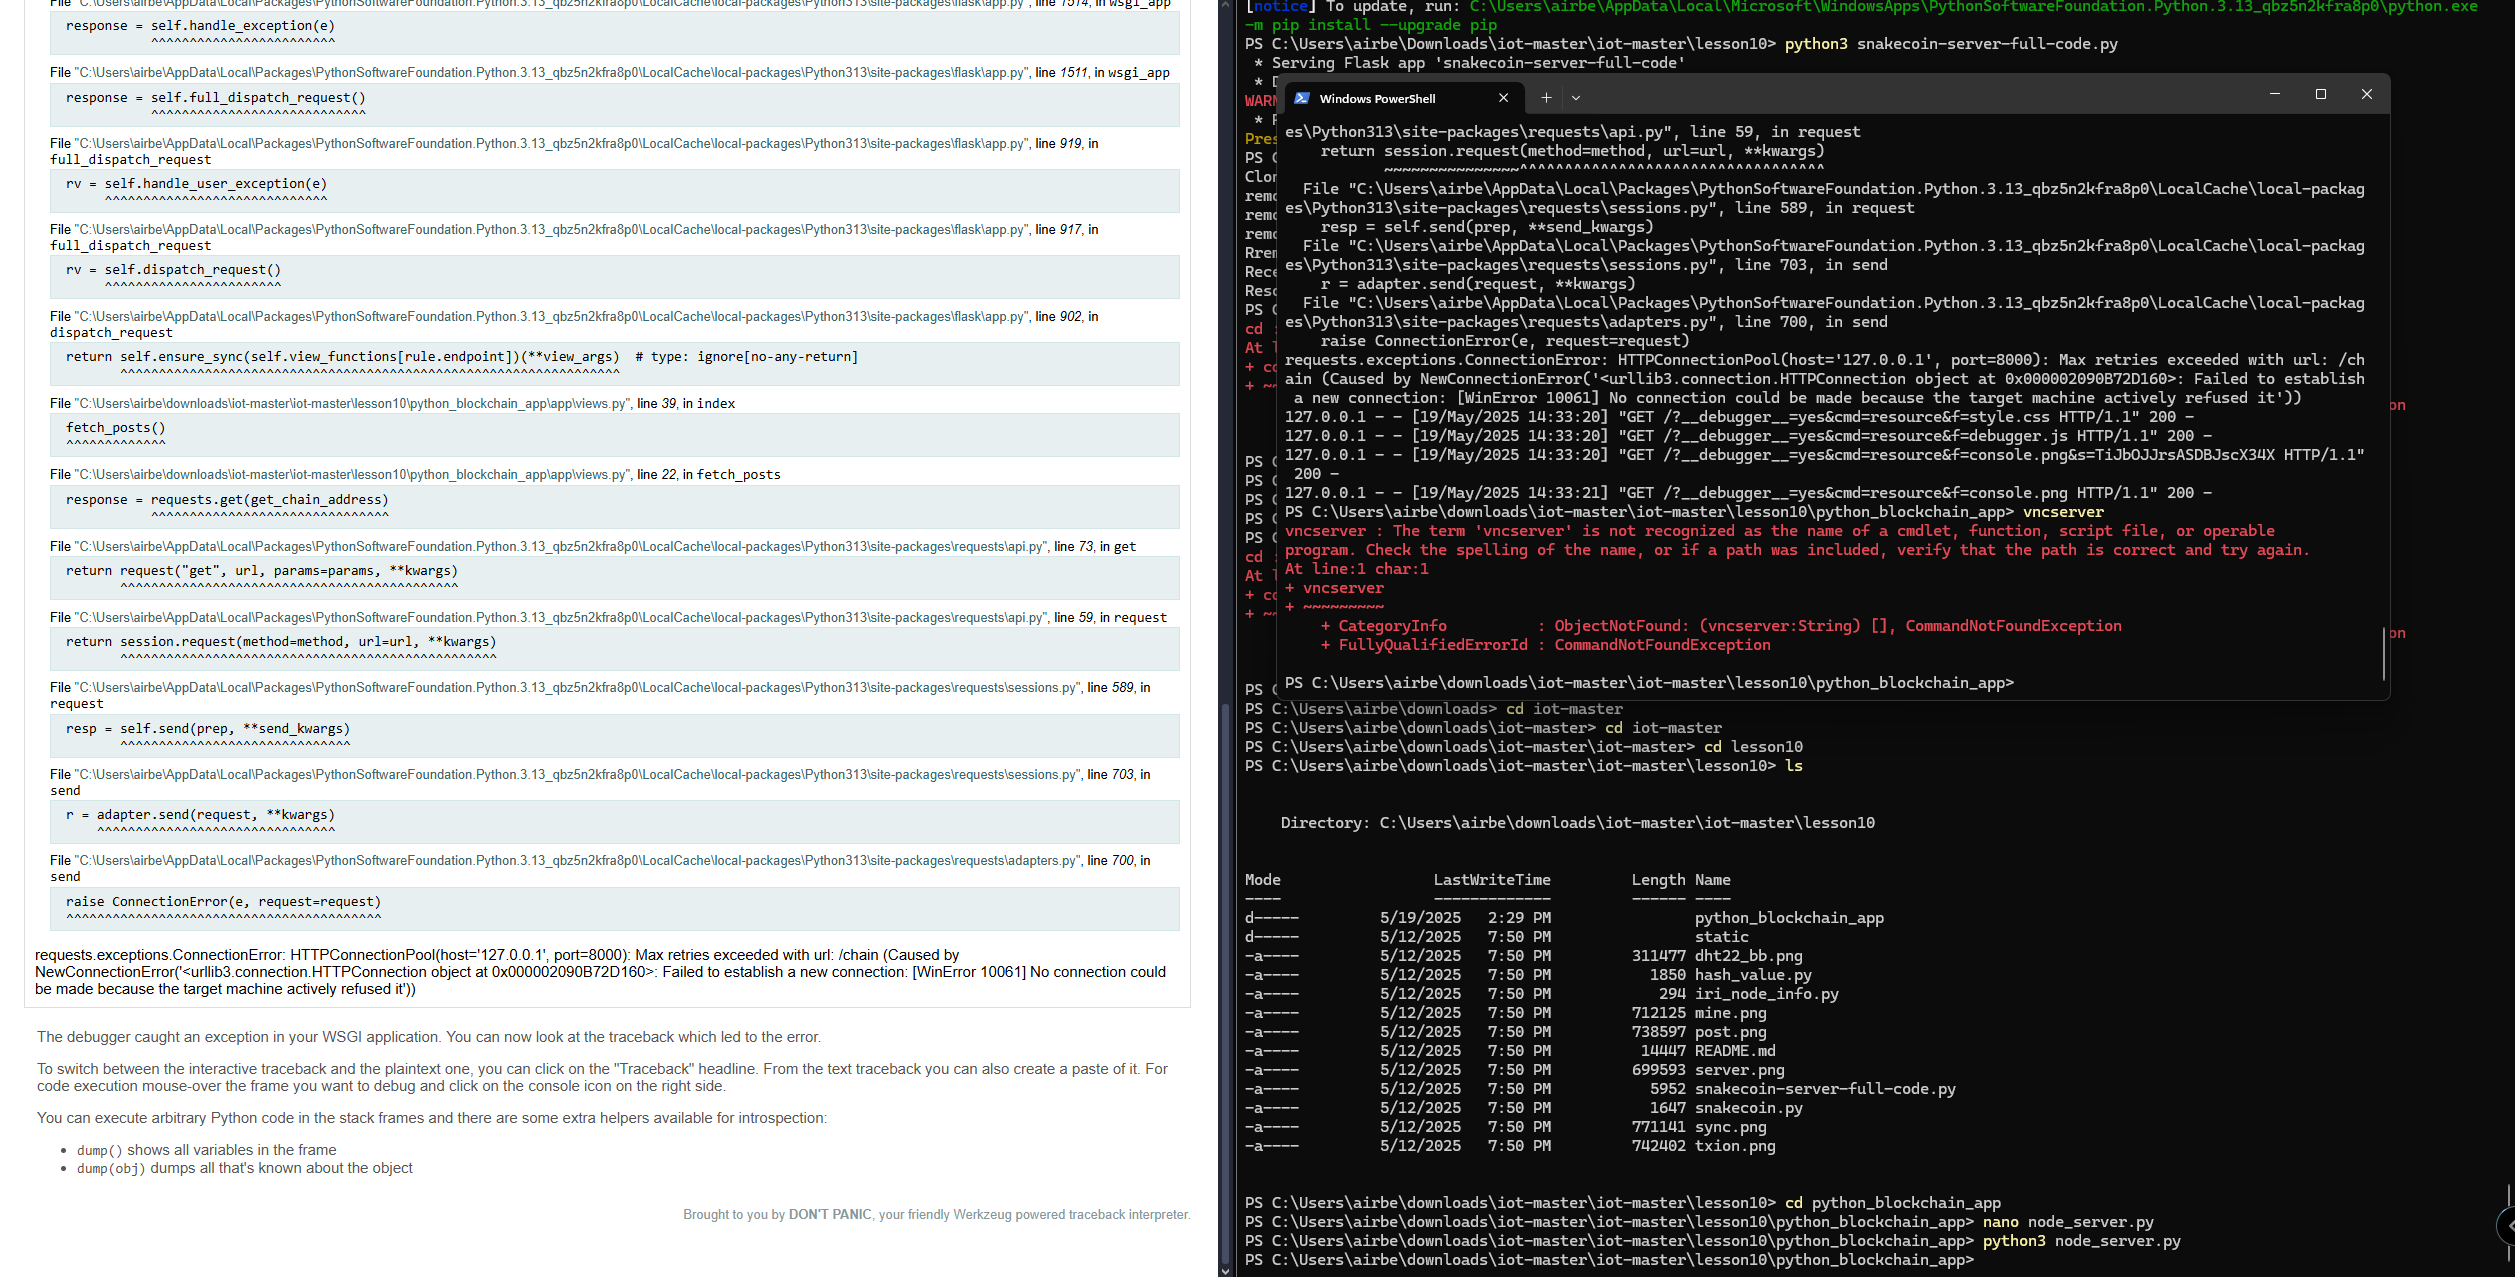 File "C:\Users\airbe\AppData\Local\Packages\PythonSoftwareFoundation.Python.3.13_qbz5n2kfra8p0\LocalCache\local-packages\Python313\site-packages\flask\app.py", line 1514, in wsgi_app
response = self.handle_exception(e)
^^^^^^^^^^^^^^^^^^^^^^^^
File "C:\Users\airbe\AppData\Local\Packages\PythonSoftwareFoundation.Python.3.13_qbz5n2kfra8p0\LocalCache\local-packages\Python313\site-packages\flask\app.py", line 1511, in wsgi_app
response = self.full_dispatch_request()
^^^^^^^^^^^^^^^^^^^^^^^^^^^^
File "C:\Users\airbe\AppData\Local\Packages\PythonSoftwareFoundation.Python.3.13_qbz5n2kfra8p0\LocalCache\local-packages\Python313\site-packages\flask\app.py", line 919, in
full_dispatch_request
rv = self.handle_user_exception(e)
^^^^^^^^^^^^^^^^^^^^^^^^^^^^^
File "C:\Users\airbe\AppData\Local\Packages\PythonSoftwareFoundation.Python.3.13_qbz5n2kfra8p0\LocalCache\local-packages\Python313\site-packages\flask\app.py", line 917, in
full_dispatch_request
rv = self.dispatch_request()
^^^^^^^^^^^^^^^^^^^^^^^
File "C:\Users\airbe\AppData\Local\Packages\PythonSoftwareFoundation.Python.3.13_qbz5n2kfra8p0\LocalCache\local-packages\Python313\site-packages\flask\app.py", line 902, in
dispatch_request
return self.ensure_sync(self.view_functions[rule.endpoint])(**view_args)  # type: ignore[no-any-return]
^^^^^^^^^^^^^^^^^^^^^^^^^^^^^^^^^^^^^^^^^^^^^^^^^^^^^^^^^^^^^^^^^
File "C:\Users\airbe\downloads\iot-master\iot-master\lesson10\python_blockchain_app\app\views.py", line 39, in index
fetch_posts()
^^^^^^^^^^^^^
File "C:\Users\airbe\downloads\iot-master\iot-master\lesson10\python_blockchain_app\app\views.py", line 22, in fetch_posts
response = requests.get(get_chain_address)
^^^^^^^^^^^^^^^^^^^^^^^^^^^^^^^
File "C:\Users\airbe\AppData\Local\Packages\PythonSoftwareFoundation.Python.3.13_qbz5n2kfra8p0\LocalCache\local-packages\Python313\site-packages\requests\api.py", line 73, in get
return request("get", url, params=params, **kwargs)
^^^^^^^^^^^^^^^^^^^^^^^^^^^^^^^^^^^^^^^^^^^^
File "C:\Users\airbe\AppData\Local\Packages\PythonSoftwareFoundation.Python.3.13_qbz5n2kfra8p0\LocalCache\local-packages\Python313\site-packages\requests\api.py", line 59, in request
return session.request(method=method, url=url, **kwargs)
^^^^^^^^^^^^^^^^^^^^^^^^^^^^^^^^^^^^^^^^^^^^^^^^^
File "C:\Users\airbe\AppData\Local\Packages\PythonSoftwareFoundation.Python.3.13_qbz5n2kfra8p0\LocalCache\local-packages\Python313\site-packages\requests\sessions.py", line 589, in
request
resp = self.send(prep, **send_kwargs)
^^^^^^^^^^^^^^^^^^^^^^^^^^^^^^
File "C:\Users\airbe\AppData\Local\Packages\PythonSoftwareFoundation.Python.3.13_qbz5n2kfra8p0\LocalCache\local-packages\Python313\site-packages\requests\sessions.py", line 703, in
send
r = adapter.send(request, **kwargs)
^^^^^^^^^^^^^^^^^^^^^^^^^^^^^^^
File "C:\Users\airbe\AppData\Local\Packages\PythonSoftwareFoundation.Python.3.13_qbz5n2kfra8p0\LocalCache\local-packages\Python313\site-packages\requests\adapters.py", line 700, in
send
raise ConnectionError(e, request=request)
^^^^^^^^^^^^^^^^^^^^^^^^^^^^^^^^^^^^^^^^^
requests.exceptions.ConnectionError: HTTPConnectionPool(host='127.0.0.1', port=8000): Max retries exceeded with url: /chain (Caused by
NewConnectionError('<urllib3.connection.HTTPConnection object at 0x000002090B72D160>: Failed to establish a new connection: [WinError 10061] No connection could
be made because the target machine actively refused it'))
The debugger caught an exception in your WSGI application. You can now look at the traceback which led to the error.
To switch between the interactive traceback and the plaintext one, you can click on the "Traceback" headline. From the text traceback you can also create a paste of it. For
code execution mouse-over the frame you want to debug and click on the console icon on the right side.
You can execute arbitrary Python code in the stack frames and there are some extra helpers available for introspection:
• dump() shows all variables in the frame
• dump(obj) dumps all that's known about the object
Brought to you by DON'T PANIC, your friendly Werkzeug powered traceback interpreter.
[notice] To update, run: C:\Users\airbe\AppData\Local\Microsoft\WindowsApps\PythonSoftwareFoundation.Python.3.13_qbz5n2kfra8p0\python.exe
-m pip install --upgrade pip
PS C:\Users\airbe\Downloads\iot-master\iot-master\lesson10> python3 snakecoin-server-full-code.py
* Serving Flask app 'snakecoin-server-full-code'
Windows PowerShell
es\Python313\site-packages\requests\api.py", line 59, in request
return session.request(method=method, url=url, **kwargs)
~~~~~~~~~~~~~~~^^^^^^^^^^^^^^^^^^^^^^^^^^^^^^^^^^
File "C:\Users\airbe\AppData\Local\Packages\PythonSoftwareFoundation.Python.3.13_qbz5n2kfra8p0\LocalCache\local-packag
es\Python313\site-packages\requests\sessions.py", line 589, in request
resp = self.send(prep, **send_kwargs)
File "C:\Users\airbe\AppData\Local\Packages\PythonSoftwareFoundation.Python.3.13_qbz5n2kfra8p0\LocalCache\local-packag
es\Python313\site-packages\requests\sessions.py", line 703, in send
r = adapter.send(request, **kwargs)
File "C:\Users\airbe\AppData\Local\Packages\PythonSoftwareFoundation.Python.3.13_qbz5n2kfra8p0\LocalCache\local-packag
es\Python313\site-packages\requests\adapters.py", line 700, in send
raise ConnectionError(e, request=request)
requests.exceptions.ConnectionError: HTTPConnectionPool(host='127.0.0.1', port=8000): Max retries exceeded with url: /ch
ain (Caused by NewConnectionError('<urllib3.connection.HTTPConnection object at 0x000002090B72D160>: Failed to establish
a new connection: [WinError 10061] No connection could be made because the target machine actively refused it'))
127.0.0.1 - - [19/May/2025 14:33:20] "GET /?__debugger__=yes&cmd=resource&f=style.css HTTP/1.1" 200 -
127.0.0.1 - - [19/May/2025 14:33:20] "GET /?__debugger__=yes&cmd=resource&f=debugger.js HTTP/1.1" 200 -
127.0.0.1 - - [19/May/2025 14:33:20] "GET /?__debugger__=yes&cmd=resource&f=console.png&s=TiJbOJJrsASDBJscX34X HTTP/1.1"
200 -
127.0.0.1 - - [19/May/2025 14:33:21] "GET /?__debugger__=yes&cmd=resource&f=console.png HTTP/1.1" 200 -
PS C:\Users\airbe\downloads\iot-master\iot-master\lesson10\python_blockchain_app> vncserver
vncserver : The term 'vncserver' is not recognized as the name of a cmdlet, function, script file, or operable
program. Check the spelling of the name, or if a path was included, verify that the path is correct and try again.
At line:1 char:1
+ vncserver
+ ~~~~~~~~~
+ CategoryInfo          : ObjectNotFound: (vncserver:String) [], CommandNotFoundException
+ FullyQualifiedErrorId : CommandNotFoundException
PS C:\Users\airbe\downloads\iot-master\iot-master\lesson10\python_blockchain_app>
PS C:\Users\airbe\downloads> cd iot-master
PS C:\Users\airbe\downloads\iot-master> cd iot-master
PS C:\Users\airbe\downloads\iot-master\iot-master> cd lesson10
PS C:\Users\airbe\downloads\iot-master\iot-master\lesson10> ls
Directory: C:\Users\airbe\downloads\iot-master\iot-master\lesson10
Mode                 LastWriteTime         Length Name
----                 -------------         ------ ----
d-----         5/19/2025   2:29 PM                python_blockchain_app
d-----         5/12/2025   7:50 PM                static
-a----         5/12/2025   7:50 PM         311477 dht22_bb.png
-a----         5/12/2025   7:50 PM           1850 hash_value.py
-a----         5/12/2025   7:50 PM            294 iri_node_info.py
-a----         5/12/2025   7:50 PM         712125 mine.png
-a----         5/12/2025   7:50 PM         738597 post.png
-a----         5/12/2025   7:50 PM          14447 README.md
-a----         5/12/2025   7:50 PM         699593 server.png
-a----         5/12/2025   7:50 PM           5952 snakecoin-server-full-code.py
-a----         5/12/2025   7:50 PM           1647 snakecoin.py
-a----         5/12/2025   7:50 PM         771141 sync.png
-a----         5/12/2025   7:50 PM         742402 txion.png
PS C:\Users\airbe\downloads\iot-master\iot-master\lesson10> cd python_blockchain_app
PS C:\Users\airbe\downloads\iot-master\iot-master\lesson10\python_blockchain_app> nano node_server.py
PS C:\Users\airbe\downloads\iot-master\iot-master\lesson10\python_blockchain_app> python3 node_server.py
PS C:\Users\airbe\downloads\iot-master\iot-master\lesson10\python_blockchain_app>